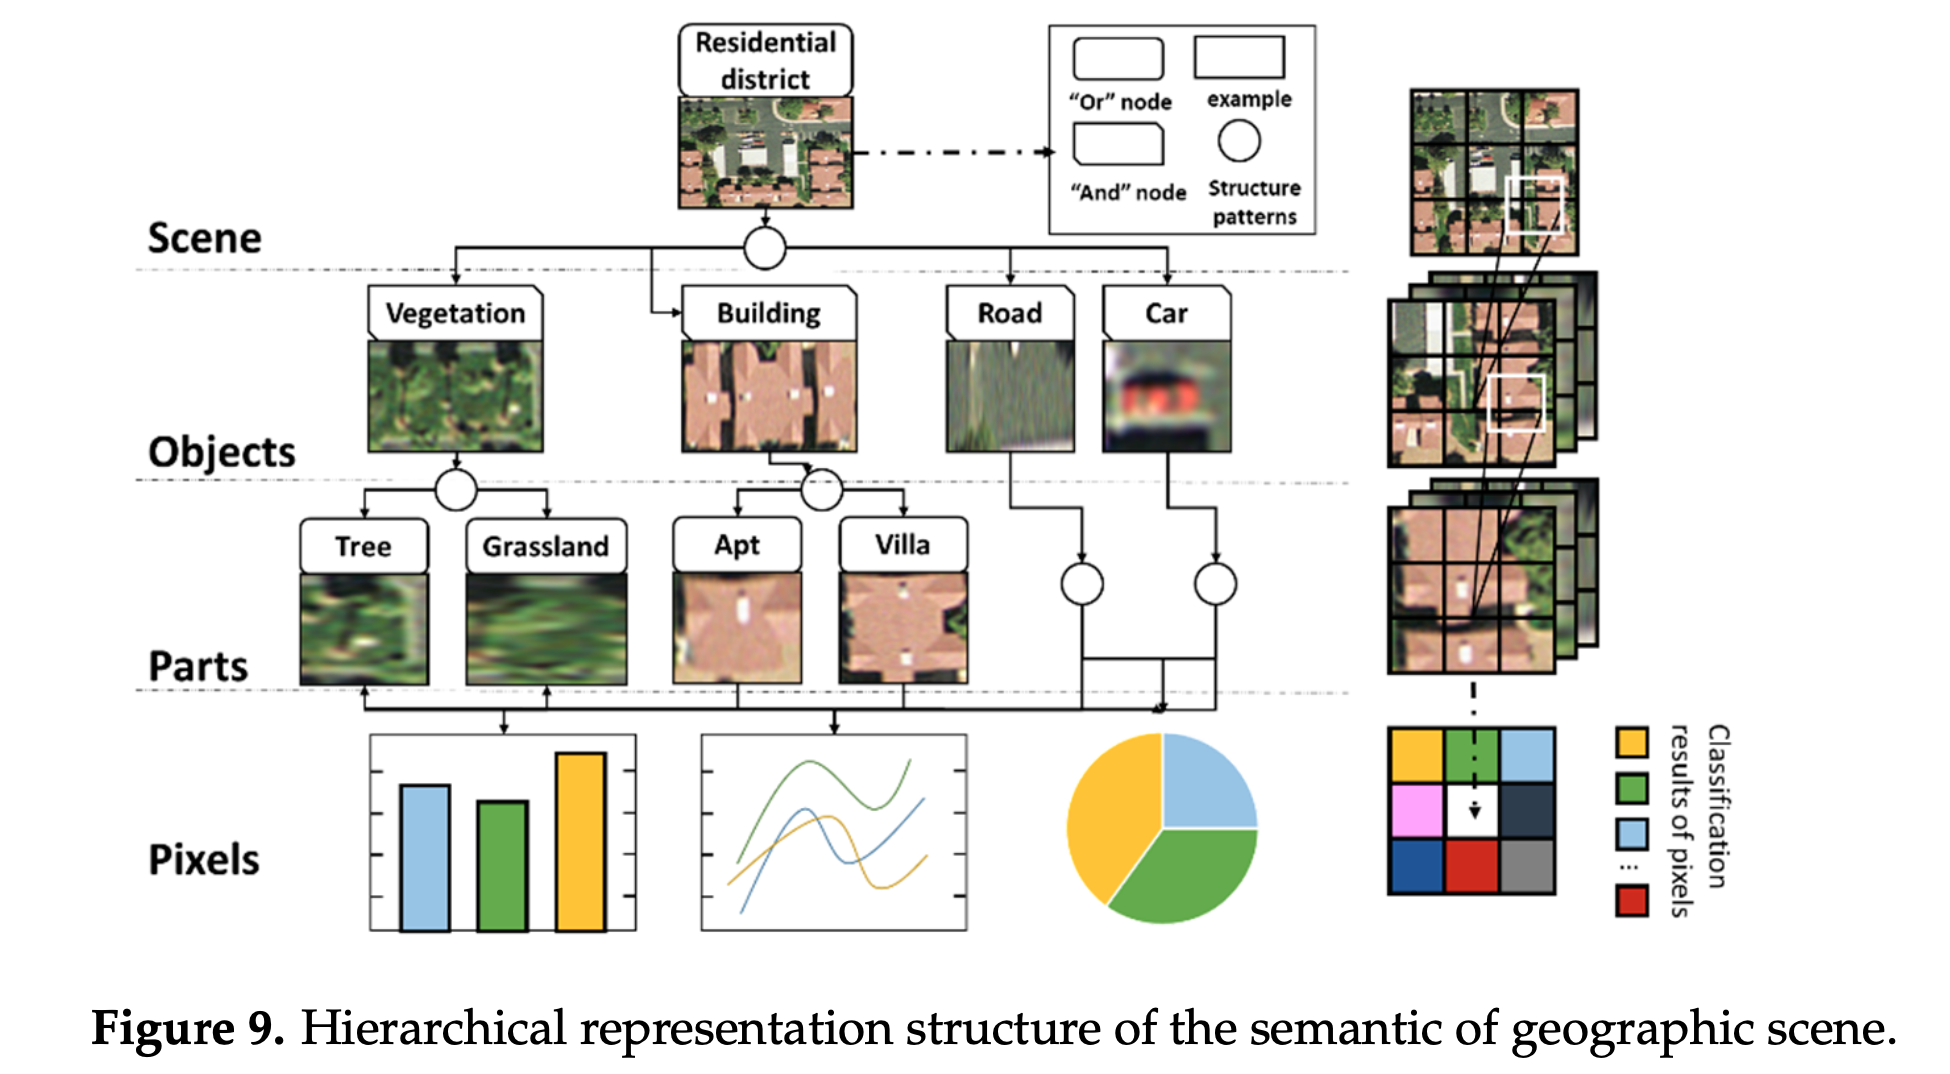 Residential
district
"Or" node
example
"And" node
Structure
patterns
Scene
Vegetation
Building
Road
Car
Objects
Tree
Grassland
Apt
Villa
Parts
Pixels
Classification
results of pixels
...
Figure 9. Hierarchical representation structure of the semantic of geographic scene.